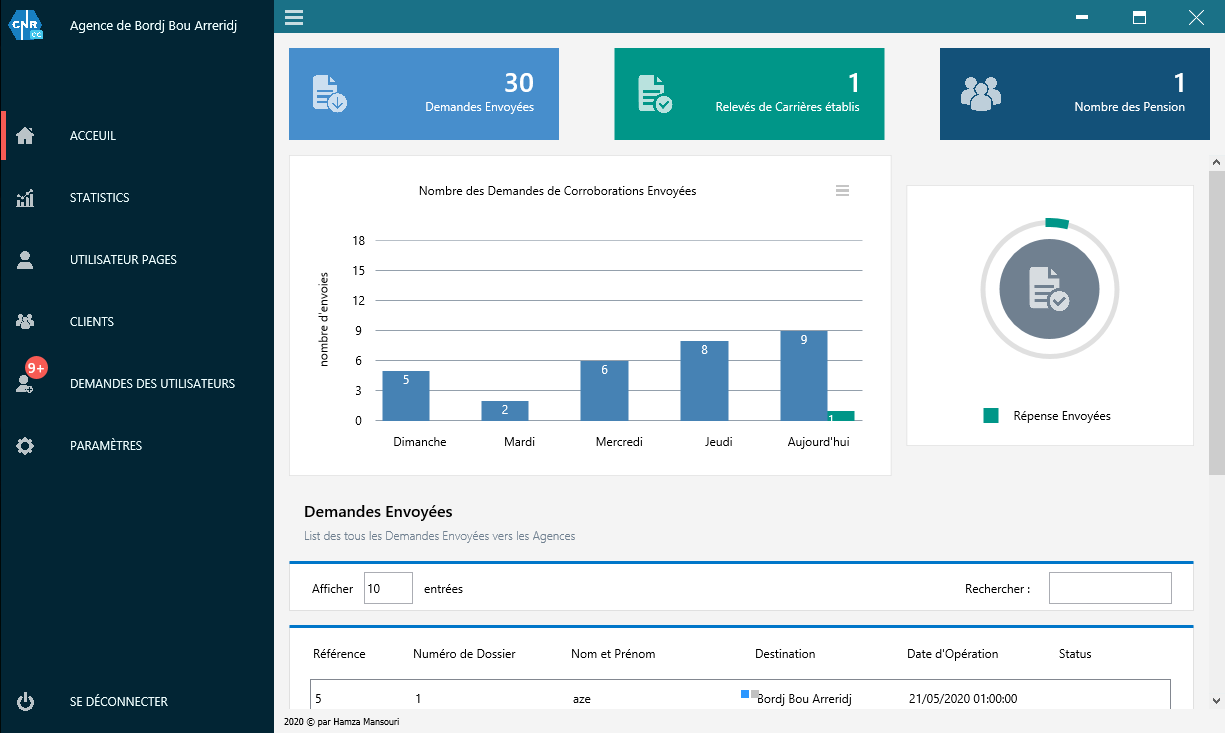 CNR
CC
Agence de Bordj Bou Arreridj
ACCEUIL
STATISTICS
UTILISATEUR PAGES
CLIENTS
9+
DEMANDES DES UTILISATEURS
PARAMÈTRES
SE DÉCONNECTER
30
Demandes Envoyées
1
Relevés de Carrières établis
1
Nombre des Pension
Nombre des Demandes de Corroborations Envoyées
nombre d'envoies
18
15
12
9
6
3
0
5
2
6
8
9
1
Dimanche Mardi Mercredi Jeudi Aujourd'hui
Répense Envoyées
Demandes Envoyées
List des tous les Demandes Envoyées vers les Agences
Afficher 10 entrées Rechercher :
Référence Numéro de Dossier Nom et Prénom Destination Date d'Opération Status
5 1 aze Bordj Bou Arreridj 21/05/2020 01:00:00
2020 © par Hamza Mansouri